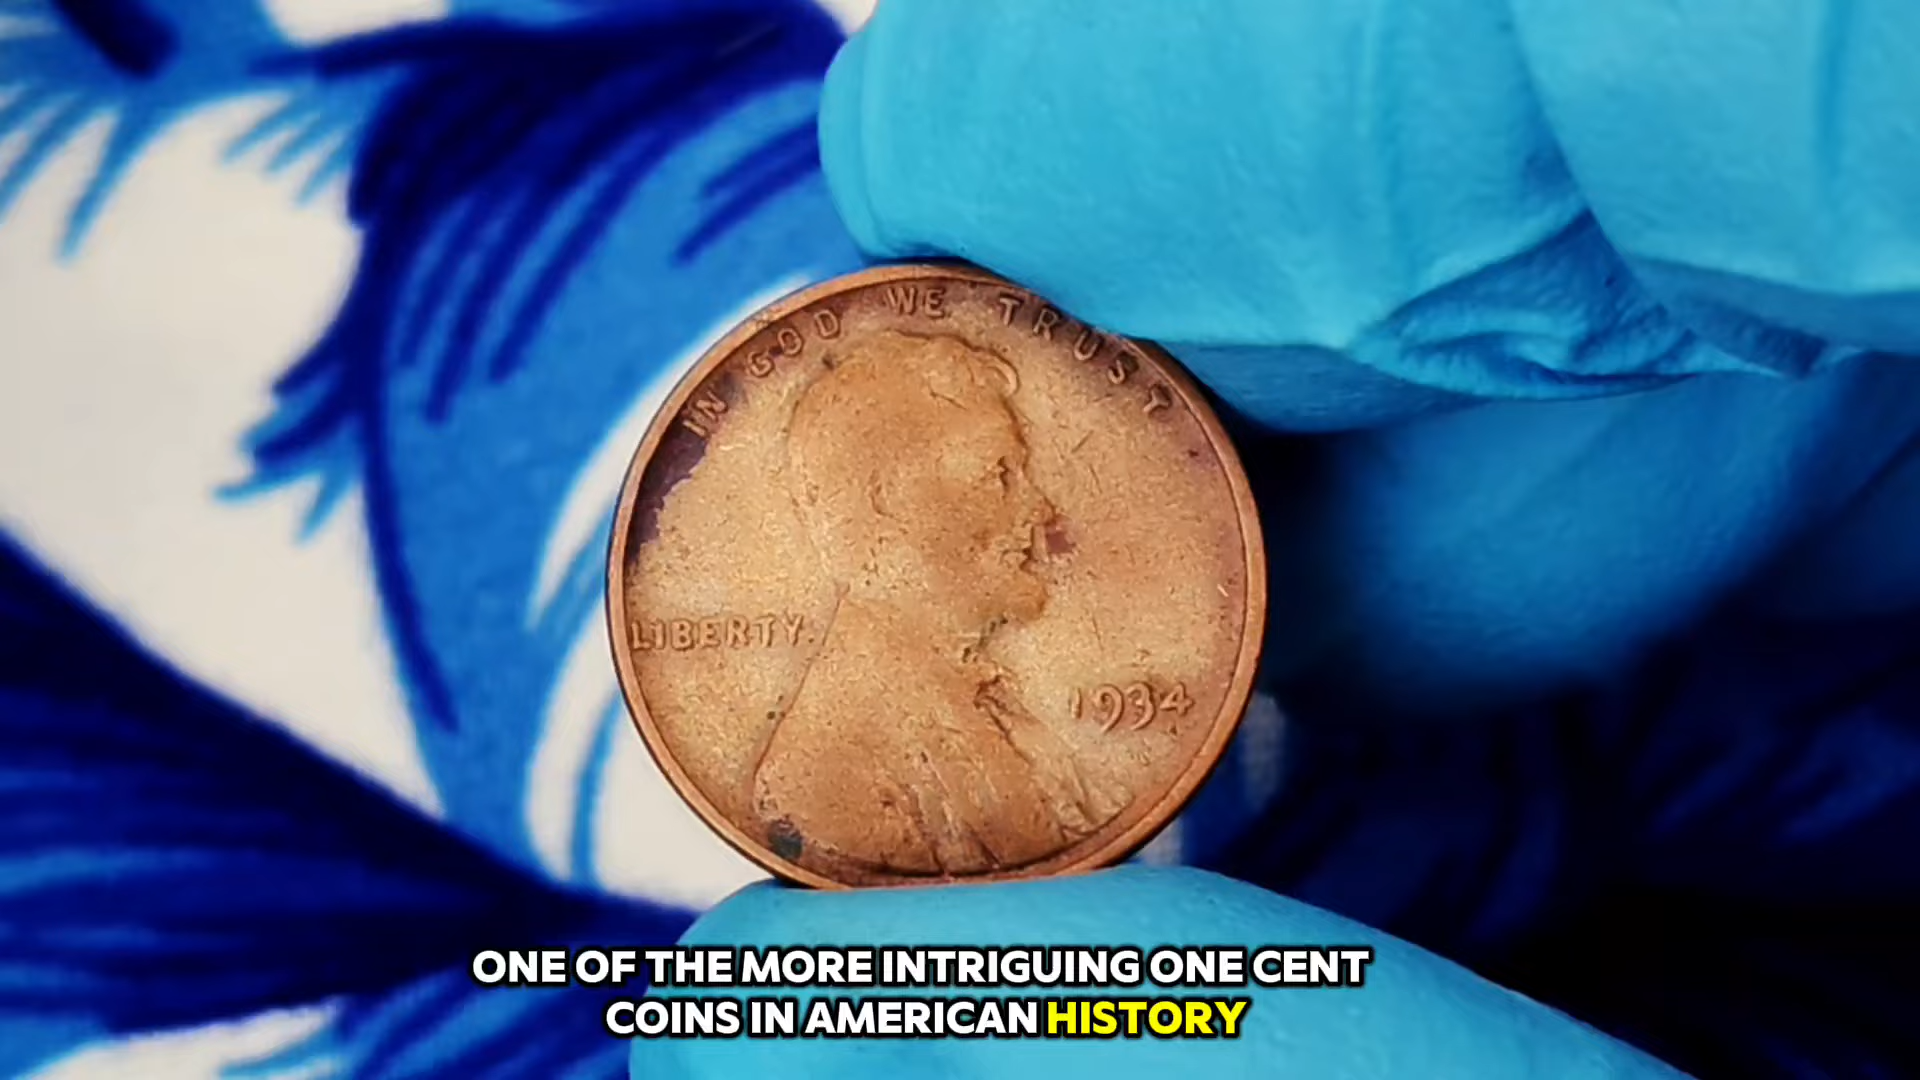 IN GOD WE TRUST
LIBERTY
1934
ONE OF THE MORE INTRIGUING ONE CENT
COINS IN AMERICAN HISTORY